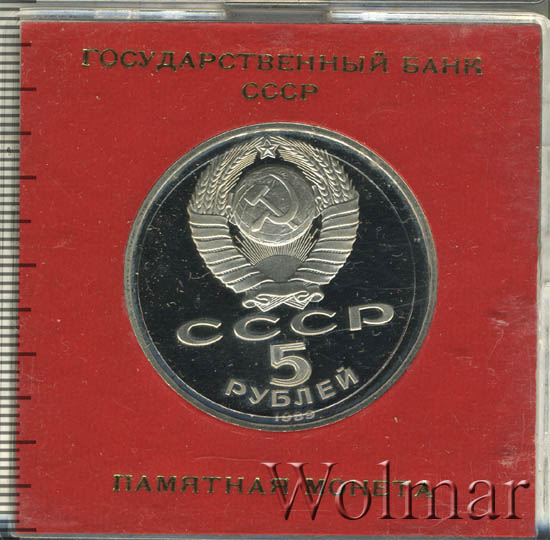 ГОСУДАРСТВЕННЫЙ БАНК
СССР
СССР
5
РУБЛЕЙ
1989
ПАМЯТНАЯ МОНЕТА
Wolmar